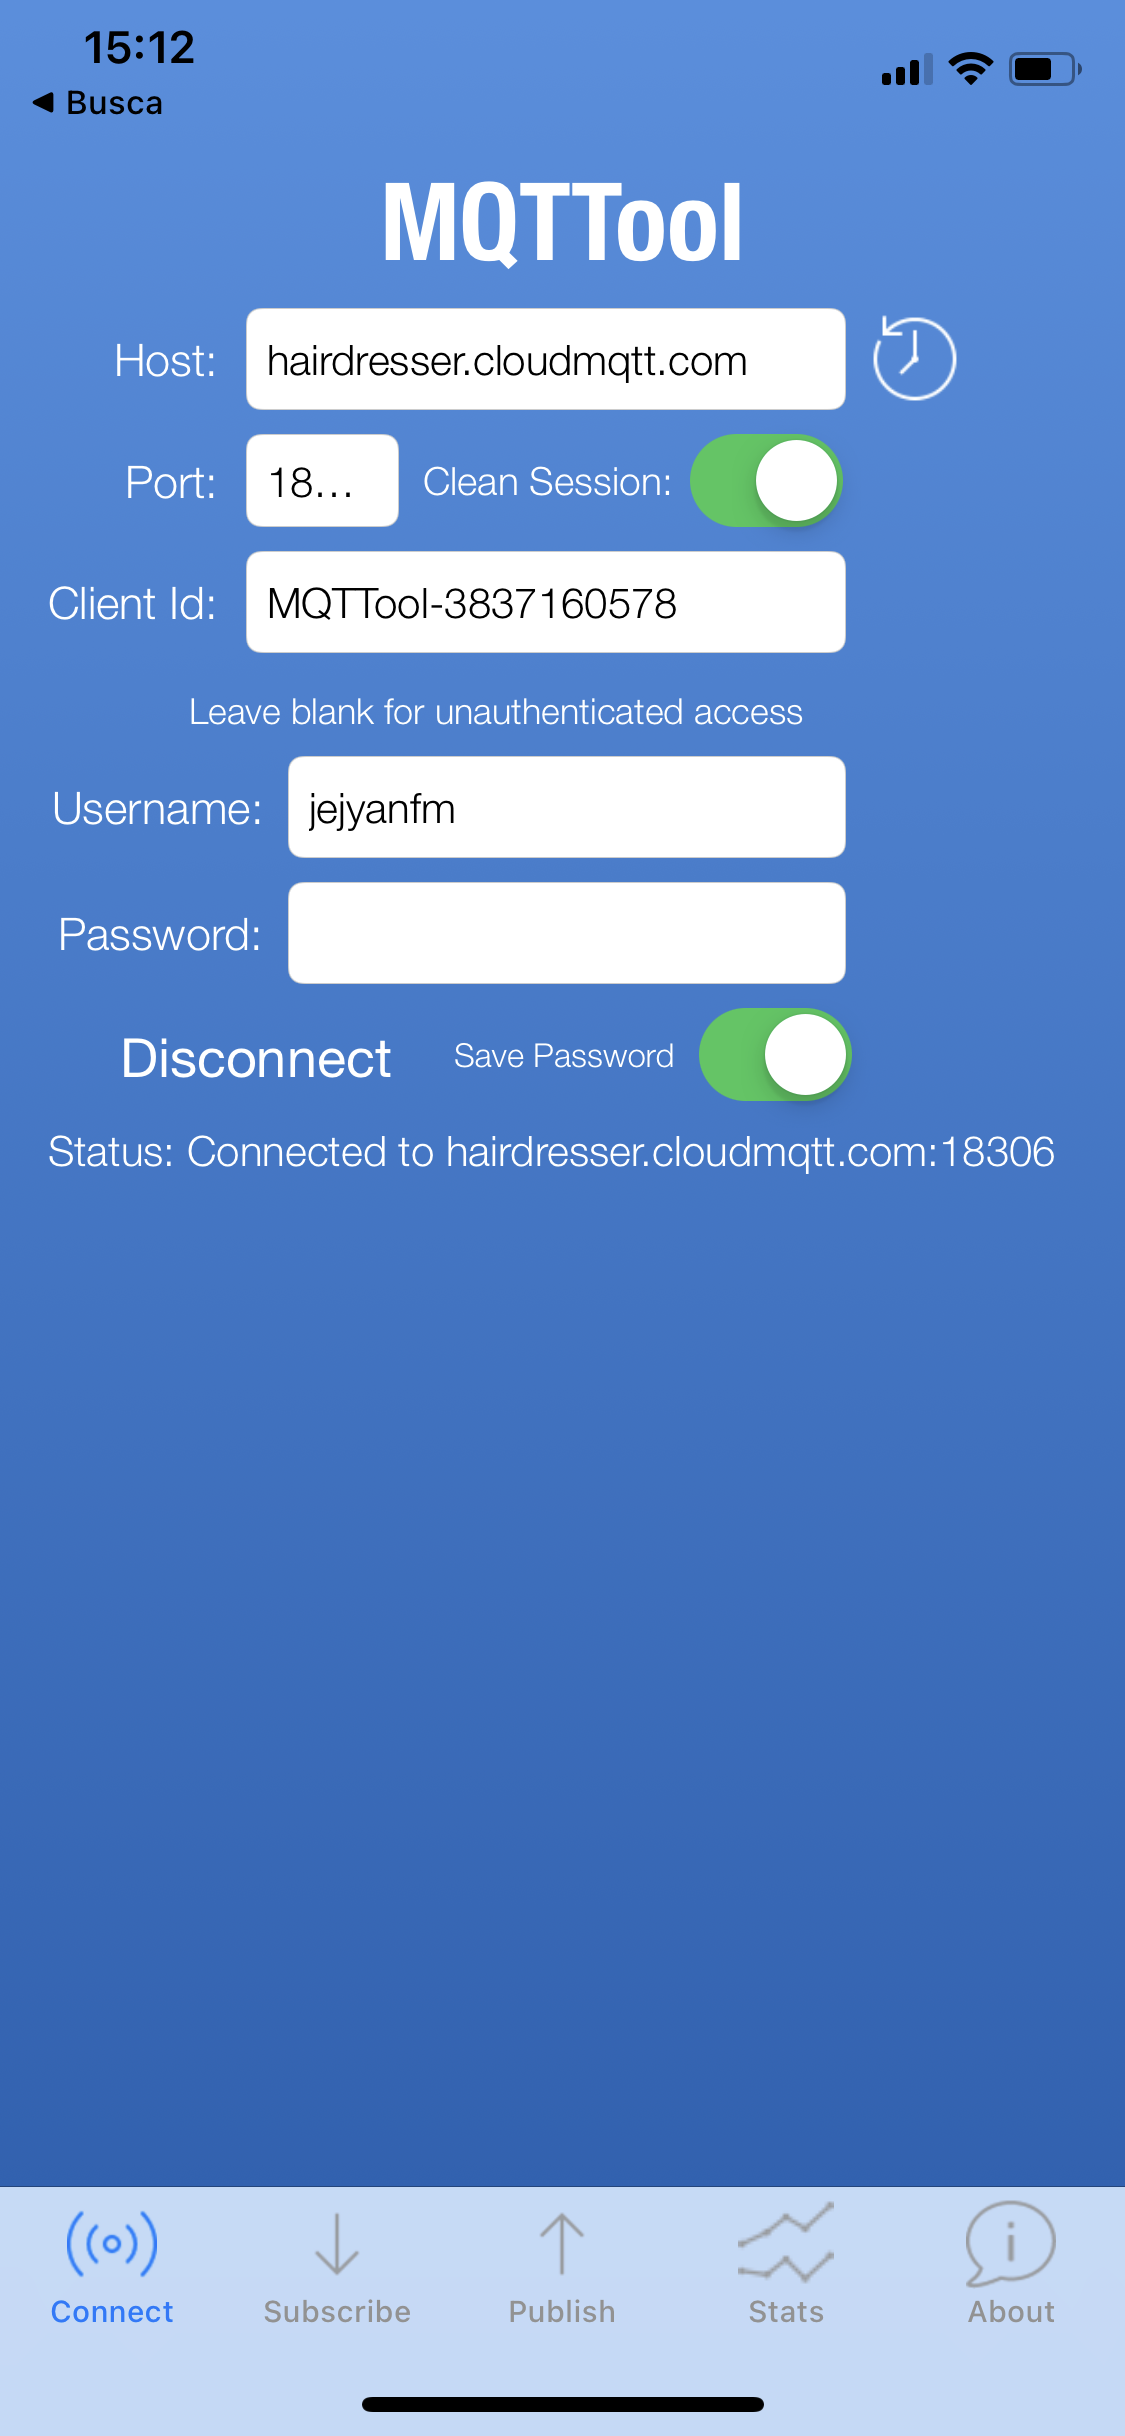 15:12
◀ Busca
MQTTool
Host: hairdresser.cloudmqtt.com
Port: 18... Clean Session:
Client Id: MQTTool-3837160578
Leave blank for unauthenticated access
Username: jejyanfm
Password:
Disconnect Save Password
Status: Connected to hairdresser.cloudmqtt.com:18306
Connect Subscribe Publish Stats About